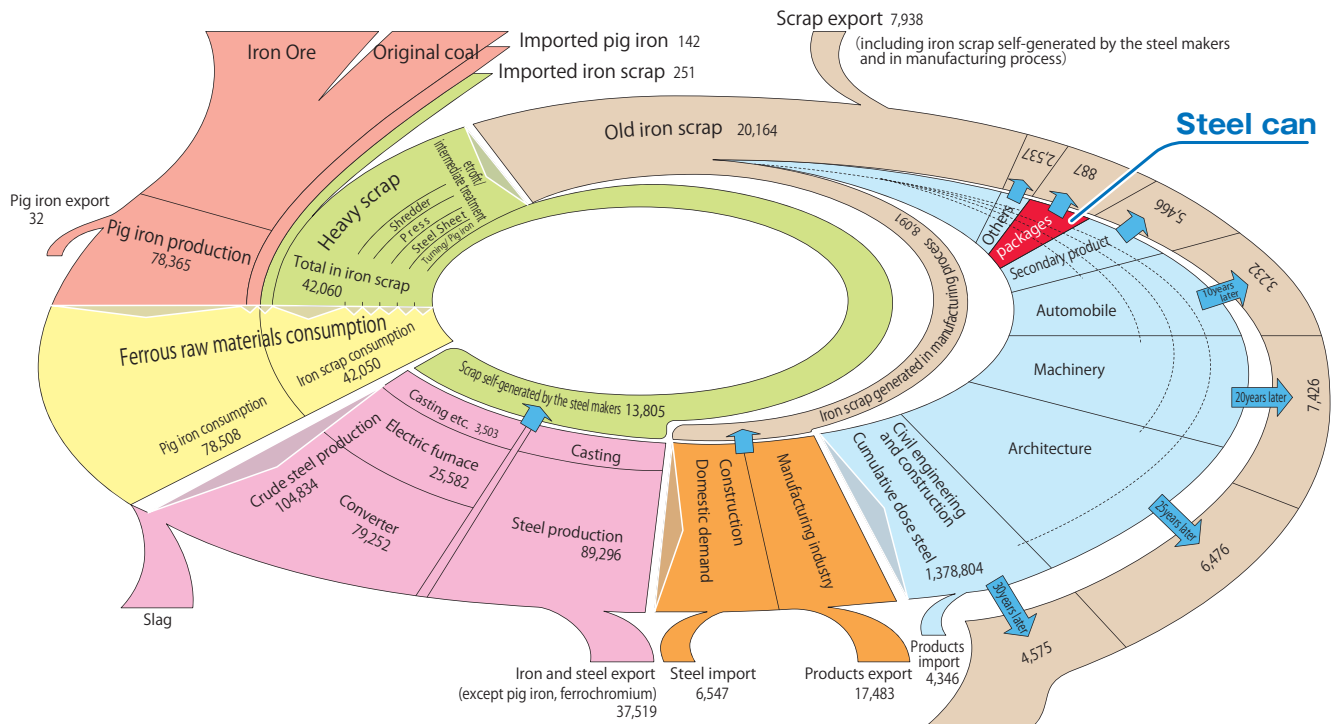 Iron Ore
Original coal
Imported pig iron 142
Imported iron scrap 251
Scrap export 7,938
(including iron scrap self-generated by the steel makers
and in manufacturing process)
Steel can
Old iron scrap 20,164
2,537
887
5,466
3,232
7,426
6,476
4,575
Pig iron export
32
Pig iron production
78,365
Heavy scrap
Shredder
Press
Steel Sheet
Turning/Pig iron
etrofit/
intermediate treatment
Total in iron scrap
42,060
Ferrous raw materials consumption
Iron scrap consumption
42,050
Pig iron consumption
78,508
Scrap self-generated by the steel makers 13,805
Iron scrap generated in manufacturing process 8,091
Others
packages
Secondary product
Automobile
Machinery
Architecture
Civil engineering
and construction
Cumulative dose steel
1,378,804
10years
later
20years later
25years later
30years later
Casting etc. 3,503
Electric furnace
25,582
Crude steel production
104,834
Converter
79,252
Casting
Steel production
89,296
Domestic demand
Construction
Manufacturing industry
Slag
Iron and steel export
(except pig iron, ferrochromium)
37,519
Steel import
6,547
Products export
17,483
Products
import
4,346